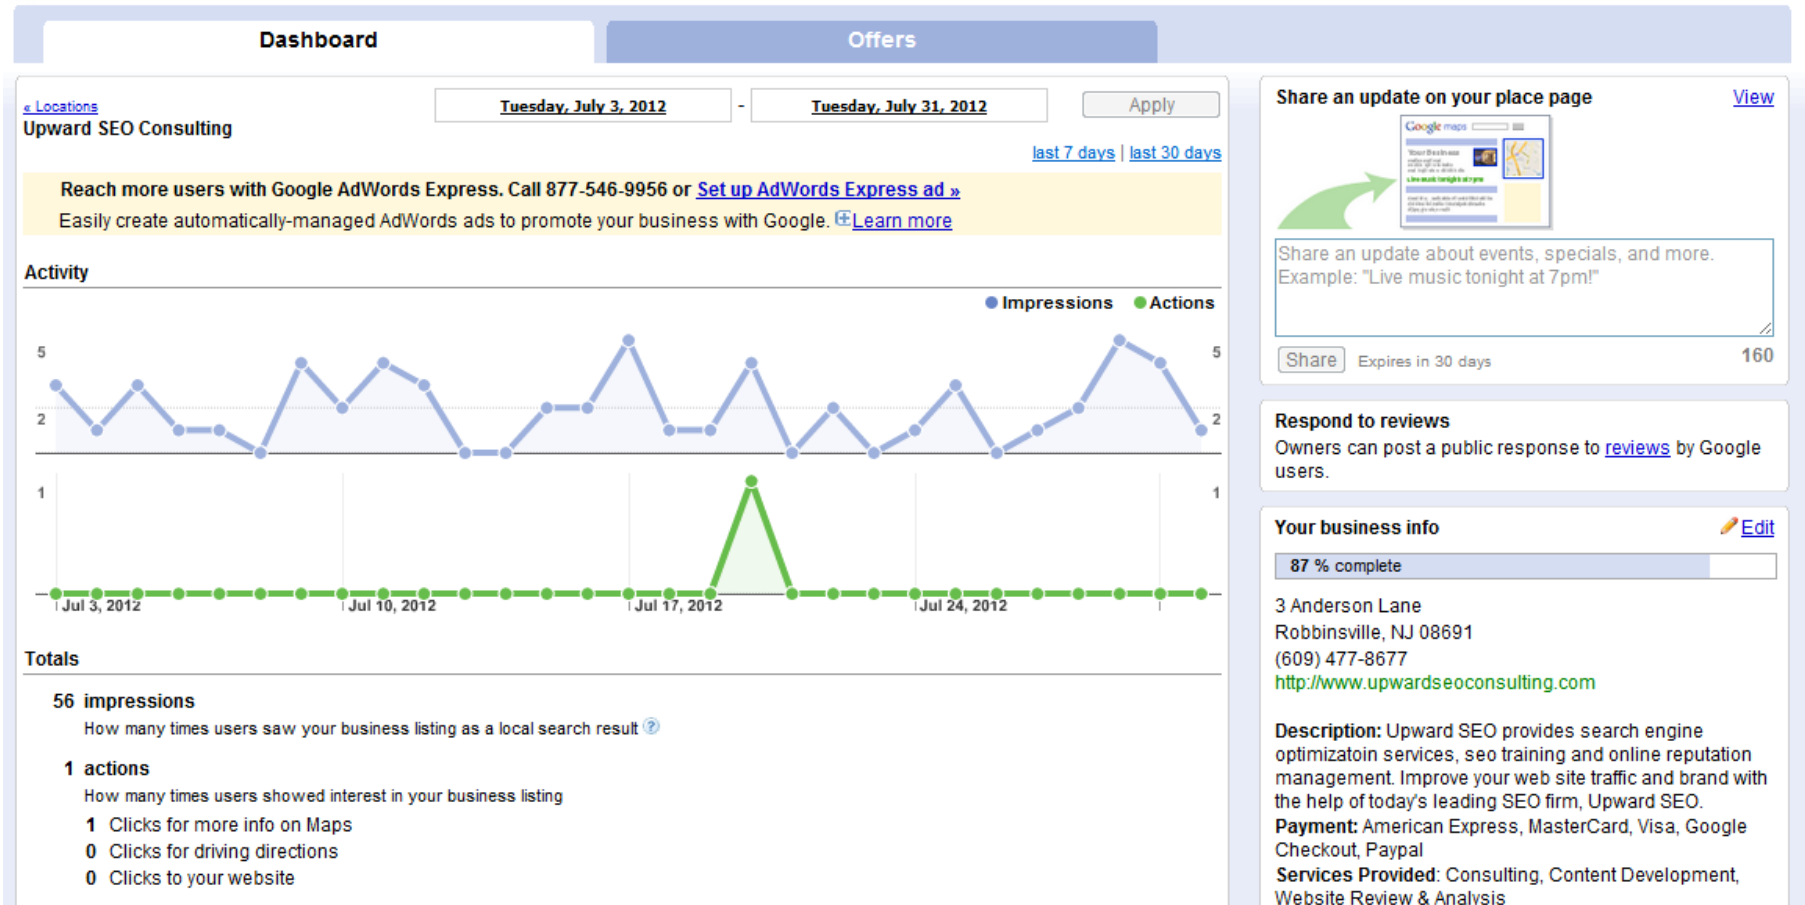 Dashboard
Offers
« Locations
Upward SEO Consulting
Tuesday, July 3, 2012 - Tuesday, July 31, 2012 Apply
last 7 days | last 30 days
Reach more users with Google AdWords Express. Call 877-546-9956 or Set up AdWords Express ad »
Easily create automatically-managed AdWords ads to promote your business with Google. Learn more
Activity
Impressions Actions
5 5
2 2
1 1
Jul 3, 2012 Jul 10, 2012 Jul 17, 2012 Jul 24, 2012
Totals
56 impressions
How many times users saw your business listing as a local search result ?
1 actions
How many times users showed interest in your business listing
1 Clicks for more info on Maps
0 Clicks for driving directions
0 Clicks to your website
Share an update on your place page View
Google maps
Your Business
Live music tonight at 7pm
Share an update about events, specials, and more.
Example: "Live music tonight at 7pm!"
Share Expires in 30 days 160
Respond to reviews
Owners can post a public response to reviews by Google
users.
Your business info Edit
87 % complete
3 Anderson Lane
Robbinsville, NJ 08691
(609) 477-8677
http://www.upwardseoconsulting.com
Description: Upward SEO provides search engine
optimizatoin services, seo training and online reputation
management. Improve your web site traffic and brand with
the help of today's leading SEO firm, Upward SEO.
Payment: American Express, MasterCard, Visa, Google
Checkout, Paypal
Services Provided: Consulting, Content Development,
Website Review & Analysis